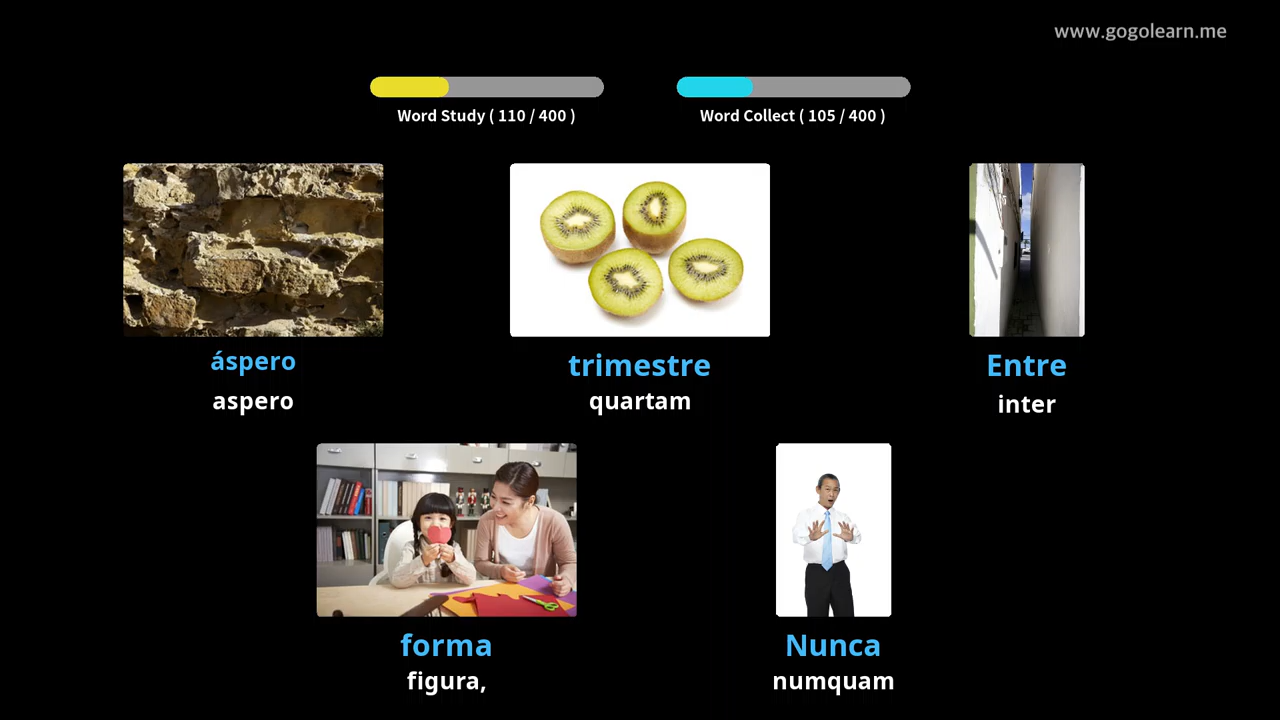 www.gogolearn.me
Word Study ( 110 / 400 )
Word Collect ( 105 / 400 )
áspero
aspero
trimestre
quartam
Entre
inter
forma
figura,
Nunca
numquam